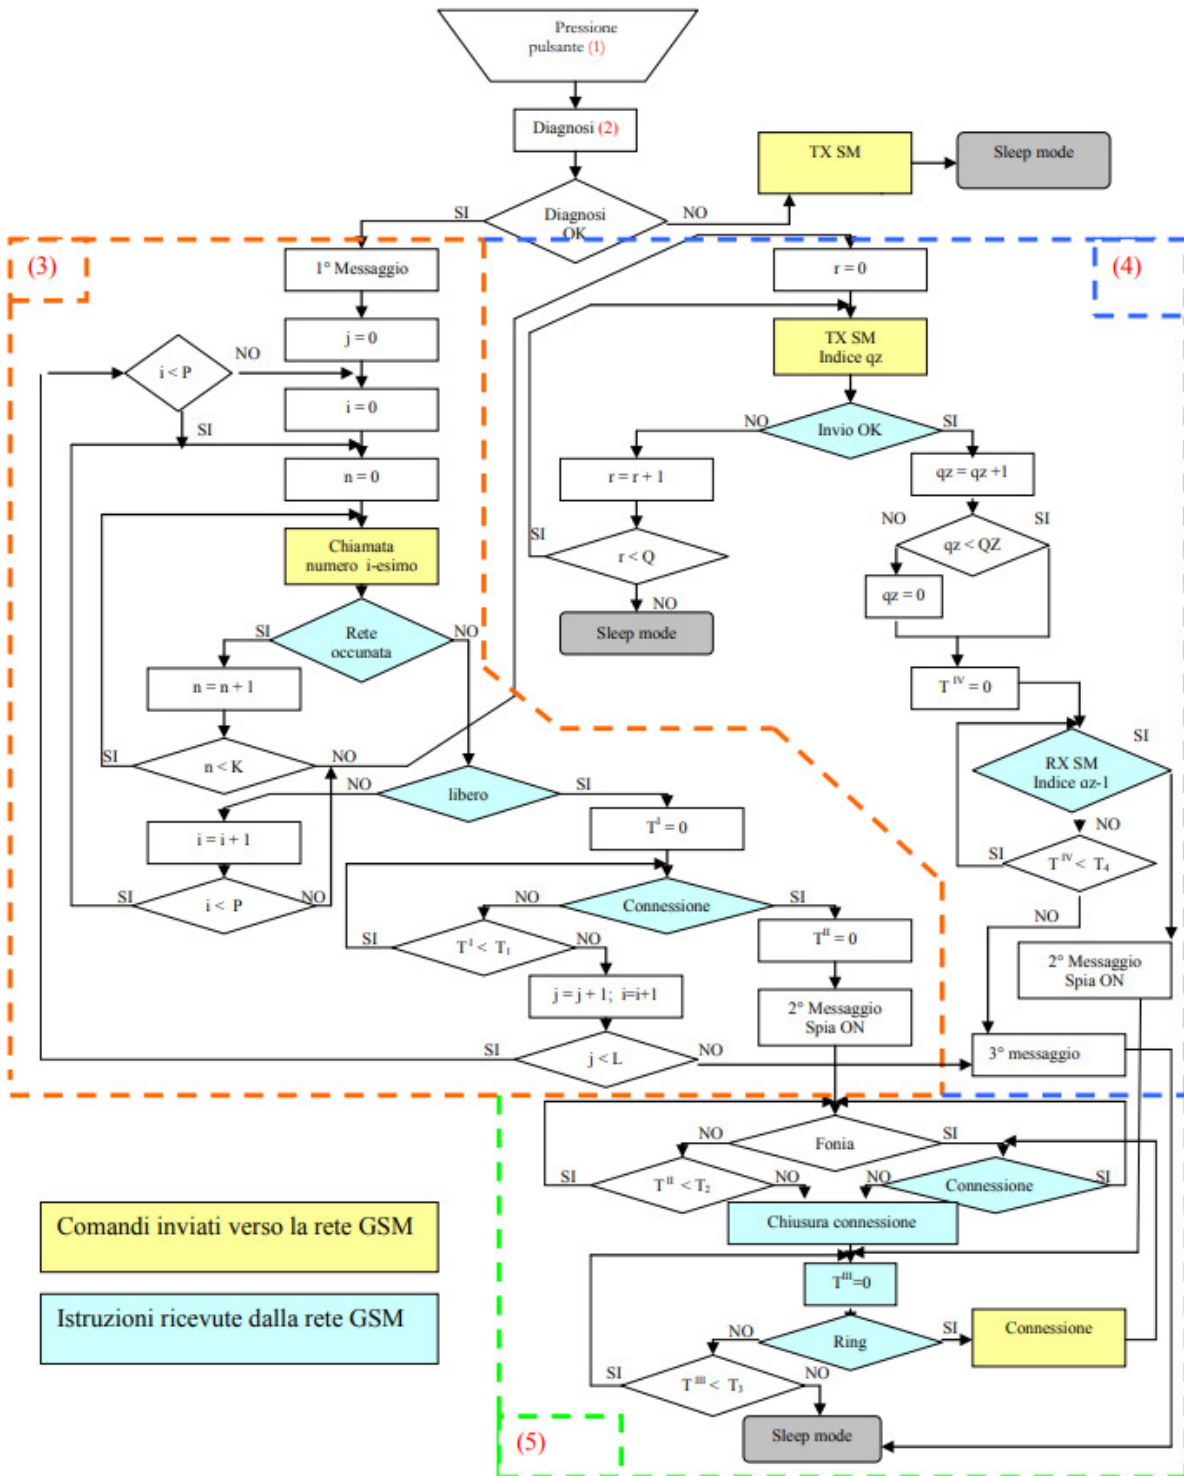 Pressione
pulsante (1)
Diagnosi (2)
TX SM
Sleep mode
Diagnosi
OK
SI
NO
(3)
(4)
1° Messaggio
r = 0
j = 0
TX SM
Indice qz
i < P
NO
SI
i = 0
Invio OK
NO
SI
n = 0
r = r + 1
qz = qz +1
Chiamata
numero i-esimo
SI
r < Q
NO
NO
SI
qz < QZ
qz = 0
Sleep mode
Rete
occupata
SI
NO
n = n + 1
T IV = 0
SI
n < K
NO
RX SM
Indice qz-1
SI
NO
NO
libero
SI
T I = 0
i = i + 1
SI
T IV < T4
NO
SI
i < P
NO
NO
Connessione
SI
SI
T I < T1
NO
T II = 0
2° Messaggio
Spia ON
j = j + 1; i=i+1
2° Messaggio
Spia ON
SI
j < L
NO
3° messaggio
NO
Fonia
SI
SI
T II < T2
NO
NO
Connessione
SI
Chiusura connessione
Comandi inviati verso la rete GSM
T III=0
Istruzioni ricevute dalla rete GSM
NO
Ring
SI
Connessione
SI
T III < T3
NO
Sleep mode
(5)